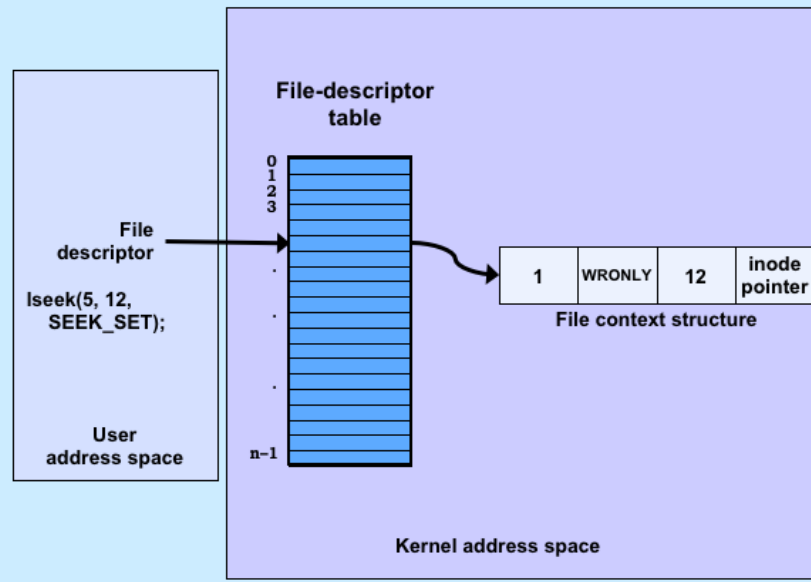 File-descriptor
table
0
1
2
3
.
.
.
n-1
File
descriptor
lseek(5, 12,
SEEK_SET);
User
address space
1
WRONLY
12
inode
pointer
File context structure
Kernel address space